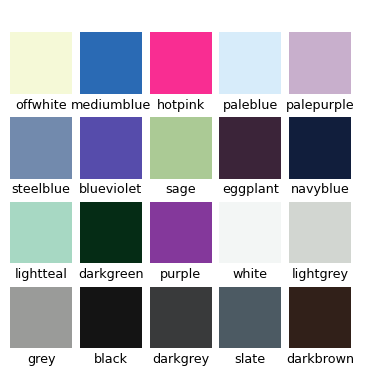 offwhite mediumblue hotpink paleblue palepurple
steelblue blueviolet sage eggplant navyblue
lightteal darkgreen purple white lightgrey
grey black darkgrey slate darkbrown